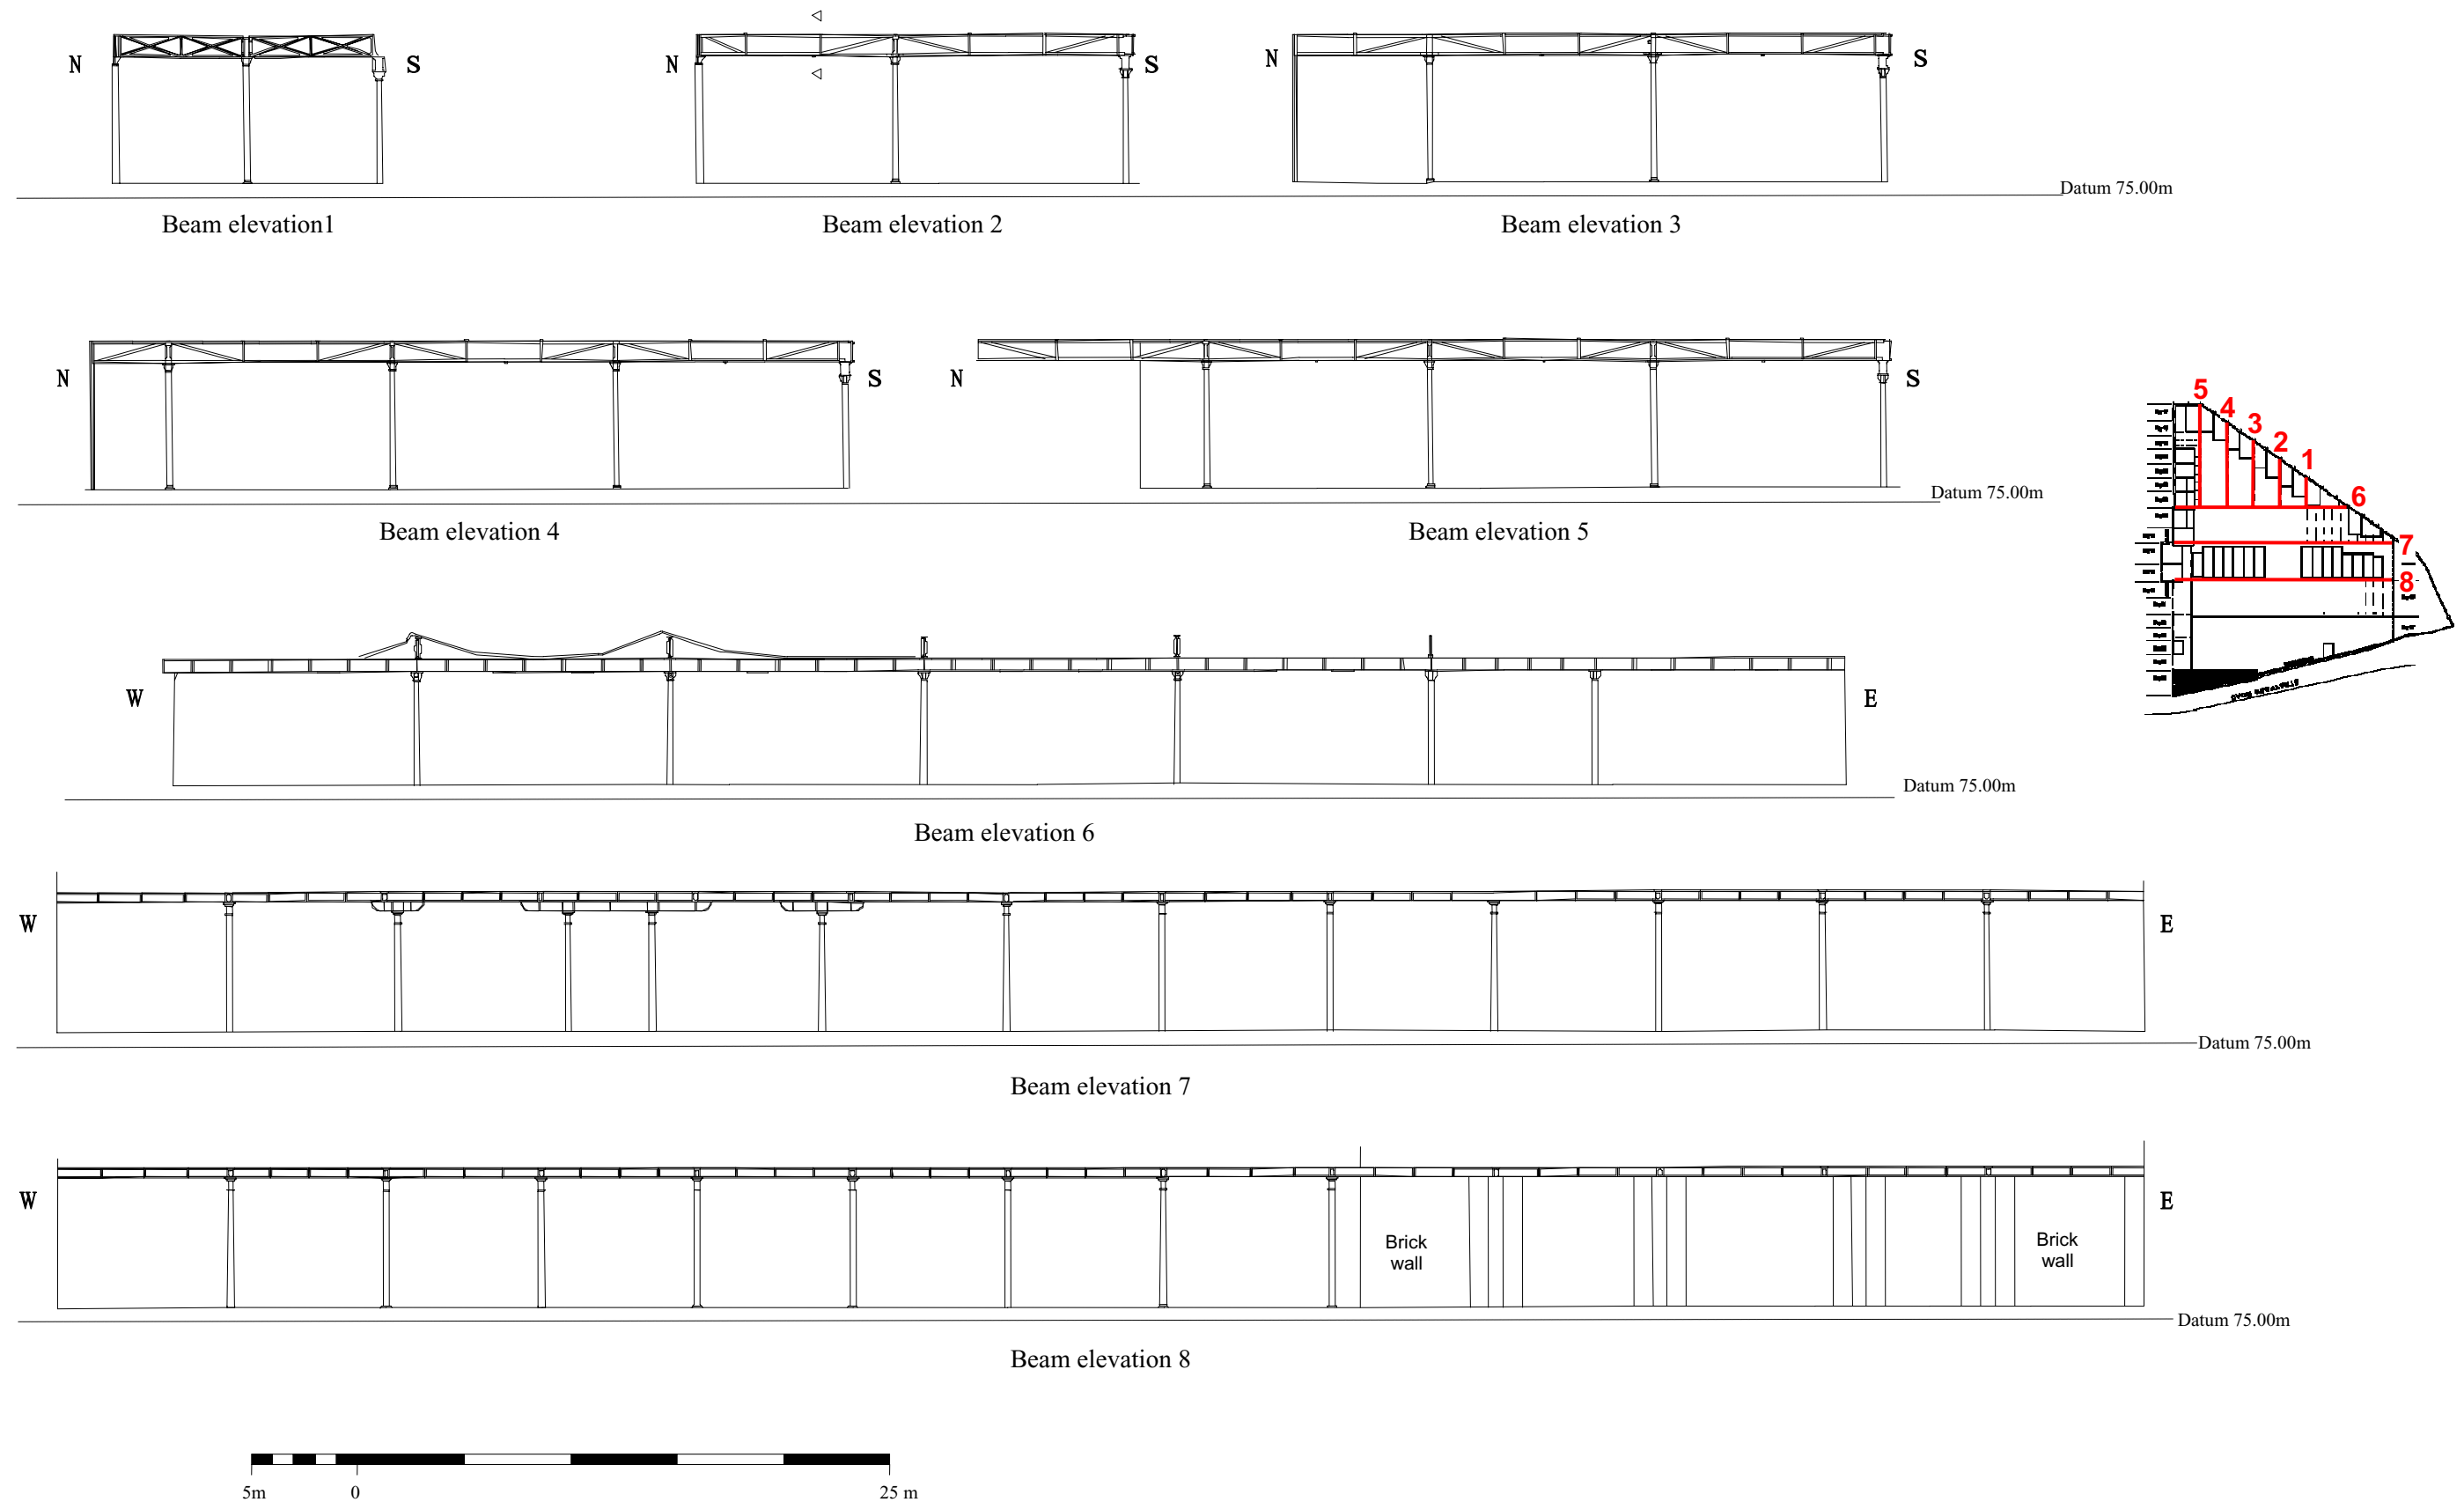 N
S
N
S
N
S
Datum 75.00m
Beam elevation1
Beam elevation 2
Beam elevation 3
N
S
N
S
Datum 75.00m
Beam elevation 4
Beam elevation 5
5
4
3
2
1
6
7
8
W
E
Datum 75.00m
Beam elevation 6
W
E
Datum 75.00m
Beam elevation 7
W
E
Brick
wall
Brick
wall
Datum 75.00m
Beam elevation 8
5m
0
25 m